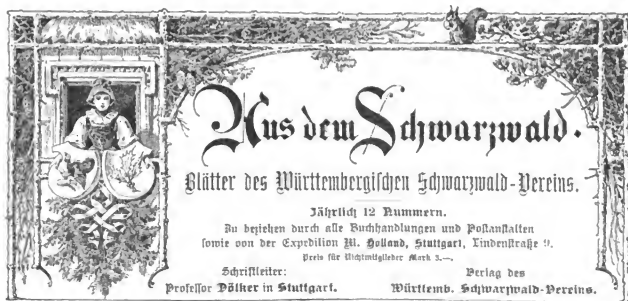 Aus dem Schwarzwald.
Blätter des Württembergischen Schwarzwald-Vereins.
Jährlich 12 Nummern.
Zu beziehen durch alle Buchhandlungen und Postanstalten
sowie von der Expedition W. Holland, Stuttgart, Lindenstraße 9.
Preis für Nichtmitglieder Mark 3.—.
Schriftleiter:
Professor Dölker in Stuttgart.
Verlag des
Württemb. Schwarzwald-Vereins.